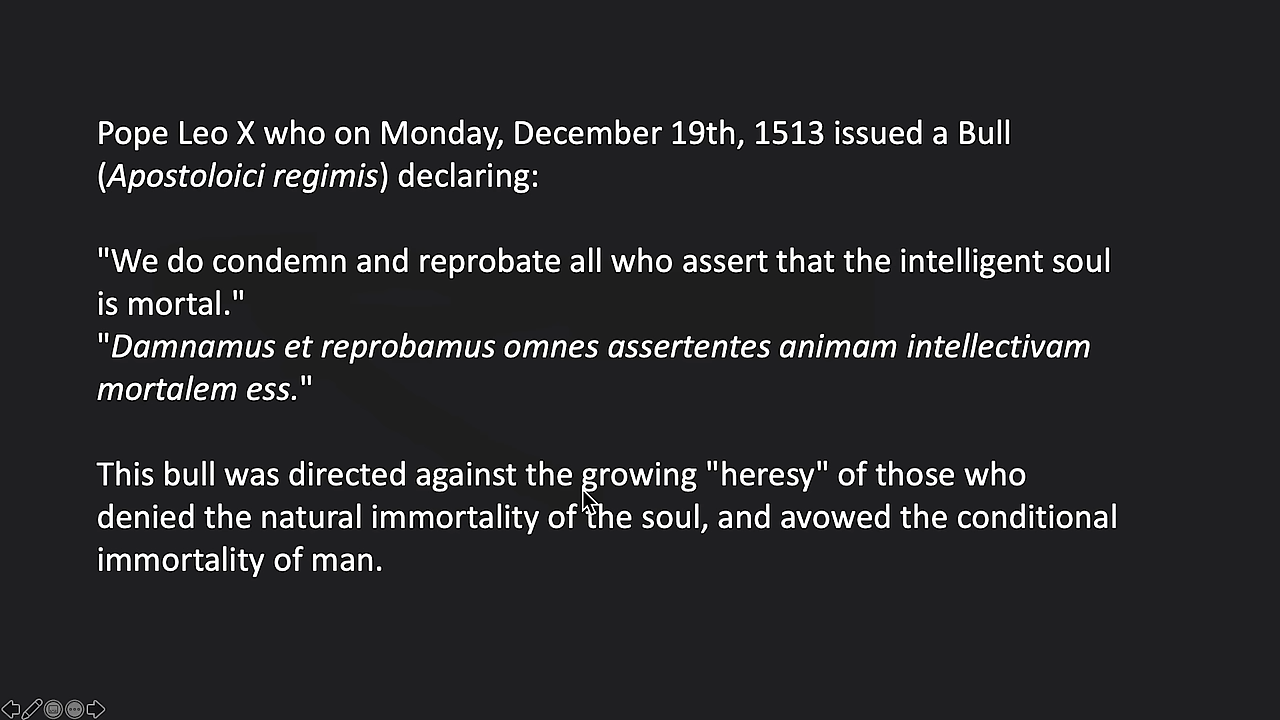 Pope Leo X who on Monday, December 19th, 1513 issued a Bull
(Apostoloici regimis) declaring:
"We do condemn and reprobate all who assert that the intelligent soul
is mortal."
"Damnamus et reprobamus omnes assertentes animam intellectivam
mortalem ess."
This bull was directed against the growing "heresy" of those who
denied the natural immortality of the soul, and avowed the conditional
immortality of man.